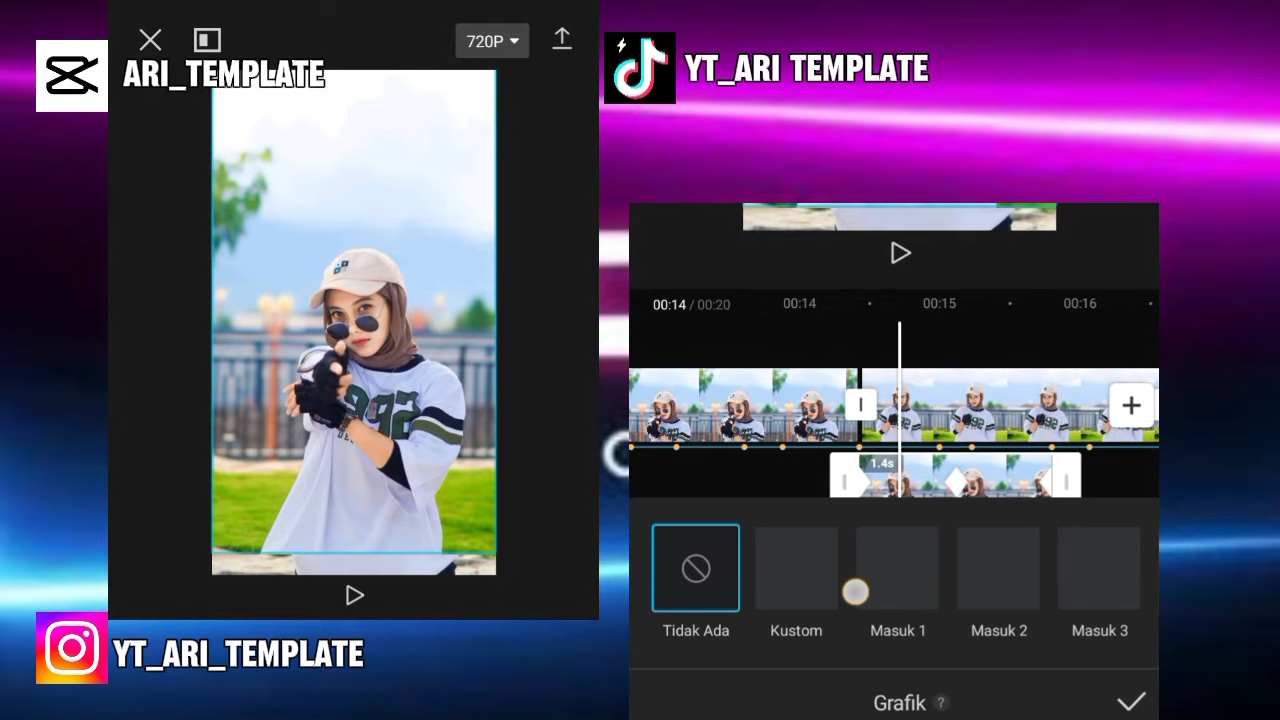 720P
ARI_TEMPLATE
YT_ARI TEMPLATE
992
00:14 / 00:20
00:14
00:15
00:16
1.4s
Tidak Ada
Kustom
Masuk 1
Masuk 2
Masuk 3
Grafik ?
YT_ARI_TEMPLATE